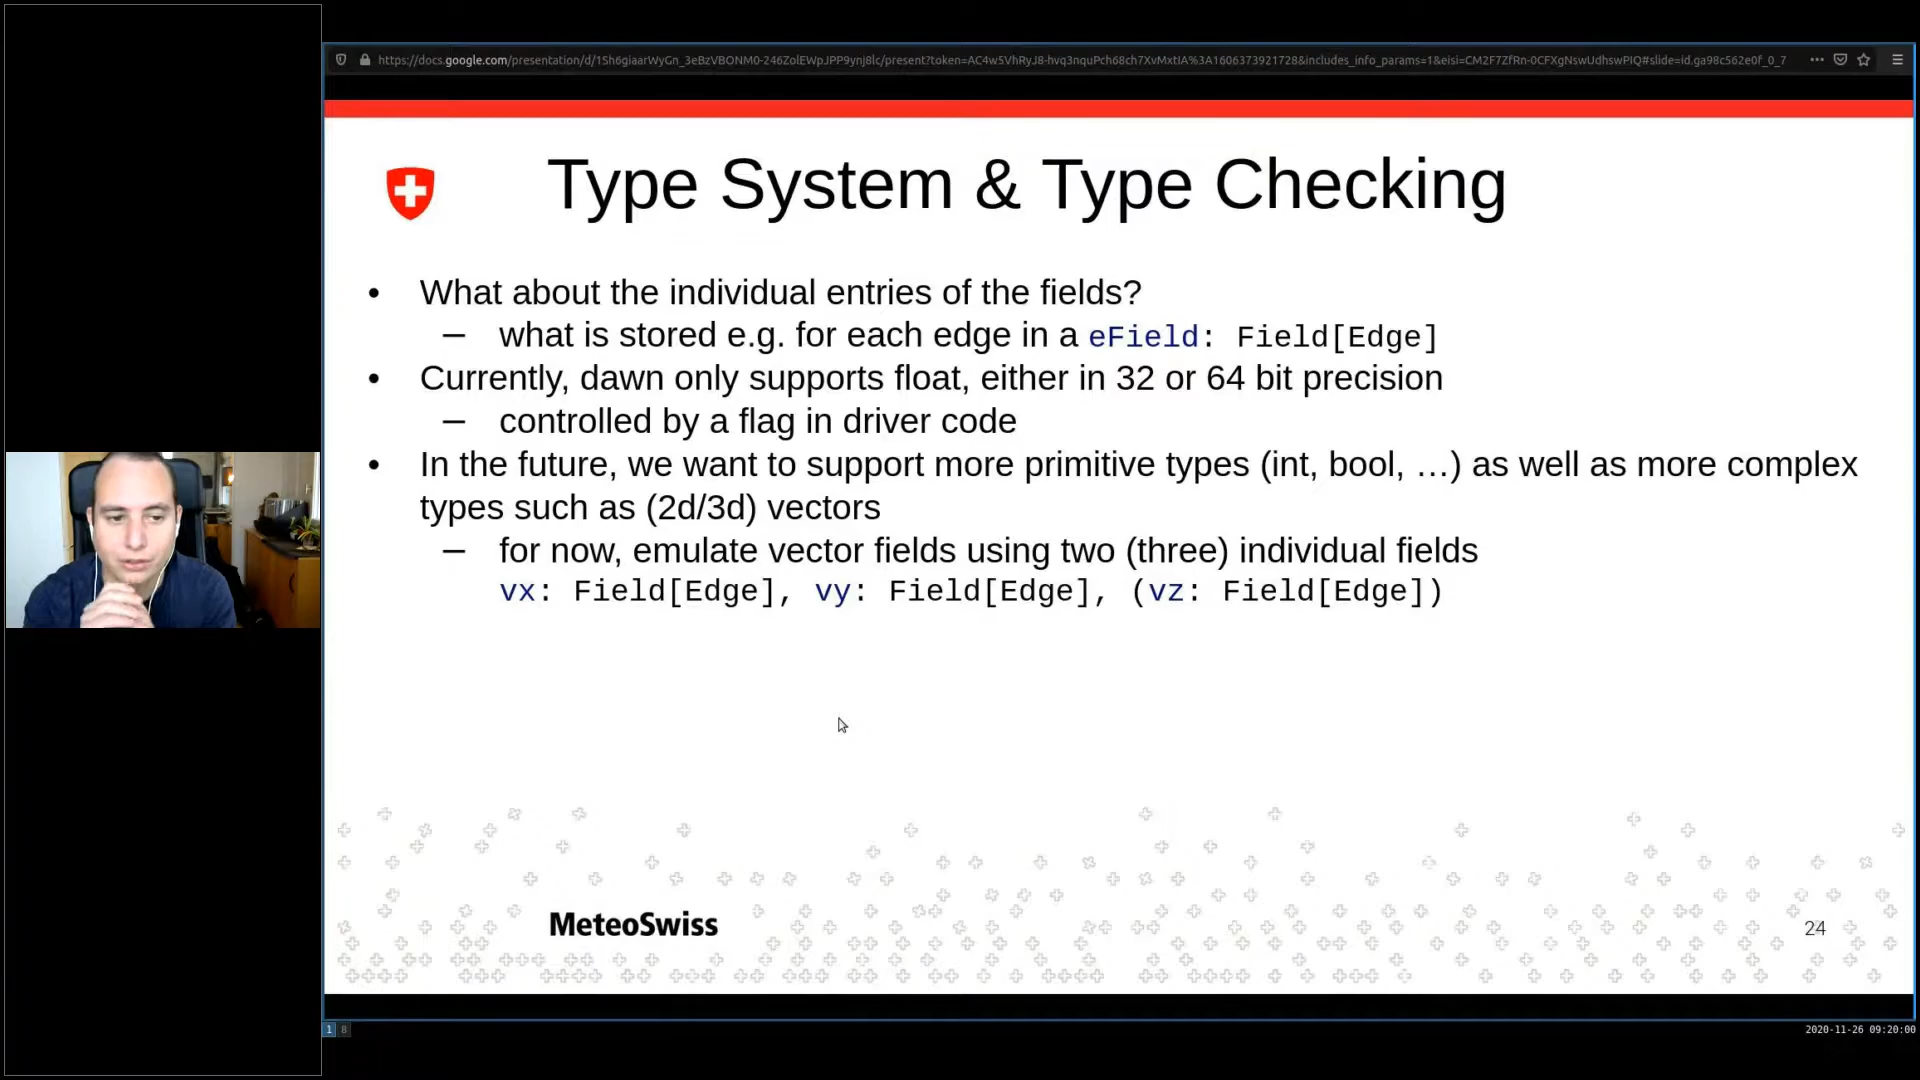 Type System & Type Checking
• What about the individual entries of the fields?
– what is stored e.g. for each edge in a eField: Field[Edge]
• Currently, dawn only supports float, either in 32 or 64 bit precision
– controlled by a flag in driver code
• In the future, we want to support more primitive types (int, bool, …) as well as more complex
types such as (2d/3d) vectors
– for now, emulate vector fields using two (three) individual fields
vx: Field[Edge], vy: Field[Edge], (vz: Field[Edge])
MeteoSwiss
24
1 8
2020-11-26 09:20:00